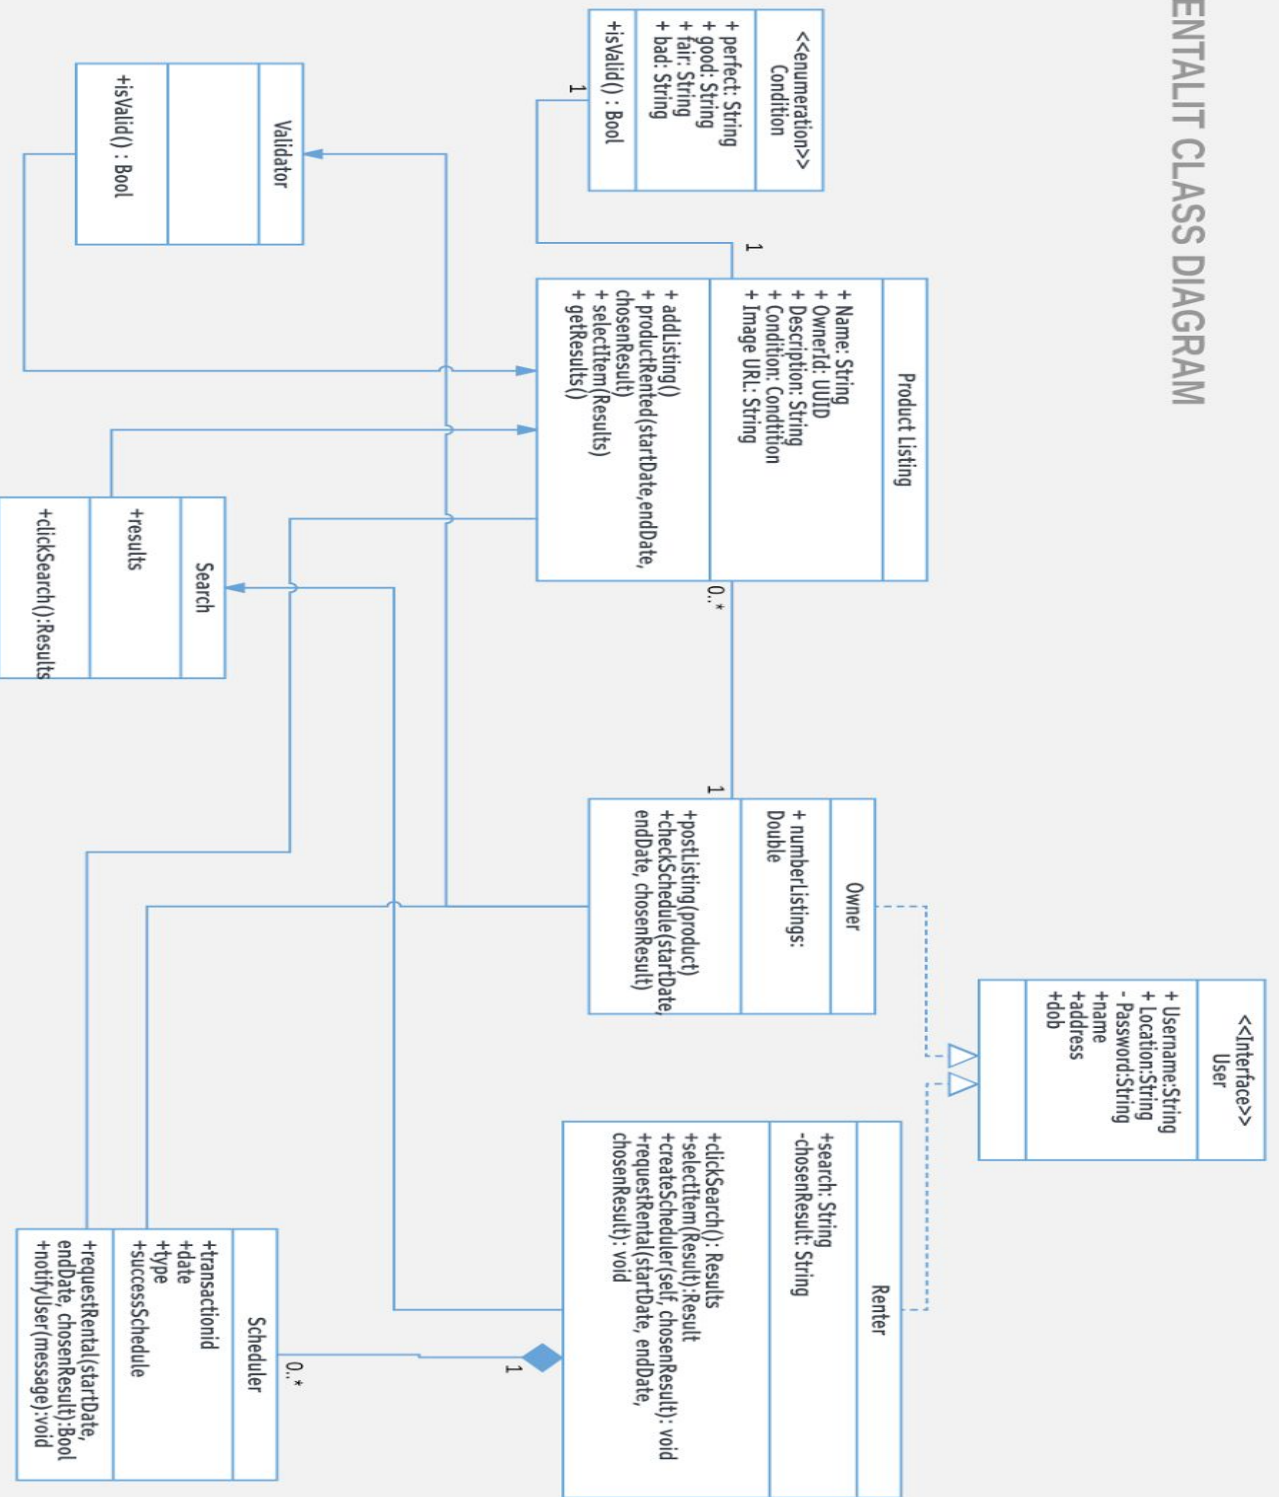 ENTALIT CLASS DIAGRAM
<<Interface>>
User
+ Username:String
+ Location:String
- Password:String
+name
+address
+dob
<<enumeration>>
Condition
+ perfect: String
+ good: String
+ fair: String
+ bad: String
+isValid() : Bool
1
1
Product Listing
+ Name: String
+ OwnerId: UUID
+ Description: String
+ Condition: Condtition
+ Image URL: String
+ addListing()
+ productRented(startDate,endDate,
chosenResult)
+ selectItem(Results)
+ getResults()
0..*
1
Owner
+ numberListings:
Double
+postListing(product)
+checkSchedule(startDate,
endDate, chosenResult)
Renter
+search: String
-chosenResult: String
+clickSearch(): Results
+selectItem(Result):Result
+createScheduler(self, chosenResult): void
+requestRental(startDate, endDate,
chosenResult): void
1
0..*
Validator
+isValid() : Bool
Search
+results
+clickSearch():Results
Scheduler
+transactionid
+date
+type
+successSchedule
+requestRental(startDate,
endDate, chosenResult):Bool
+notifyUser(message):void